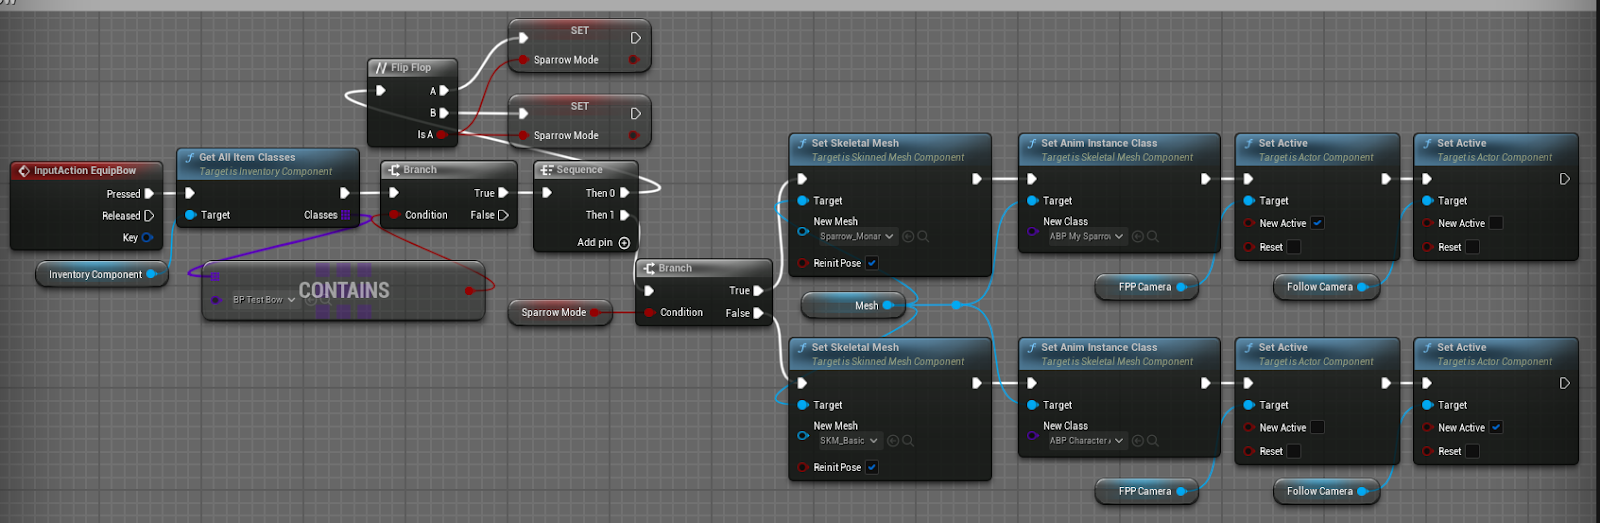 SET
Sparrow Mode
// Flip Flop
A
B
Is A
SET
Sparrow Mode
InputAction EquipBow
Pressed
Released
Key
Inventory Component
Get All Item Classes
Target is Inventory Component
Target
Classes
BP Test Bow
CONTAINS
Branch
True
Condition
False
Sequence
Then 0
Then 1
Add pin
Sparrow Mode
Branch
True
Condition
False
Set Skeletal Mesh
Target is Skinned Mesh Component
Target
New Mesh
Sparrow_Monar
Reinit Pose
Mesh
Set Anim Instance Class
Target is Skeletal Mesh Component
Target
New Class
ABP My Sparrov
FPP Camera
Set Active
Target is Actor Component
Target
New Active
Reset
Follow Camera
Set Active
Target is Actor Component
Target
New Active
Reset
Set Skeletal Mesh
Target is Skinned Mesh Component
Target
New Mesh
SKM_Basic
Reinit Pose
Set Anim Instance Class
Target is Skeletal Mesh Component
Target
New Class
ABP Character
FPP Camera
Set Active
Target is Actor Component
Target
New Active
Reset
Follow Camera
Set Active
Target is Actor Component
Target
New Active
Reset